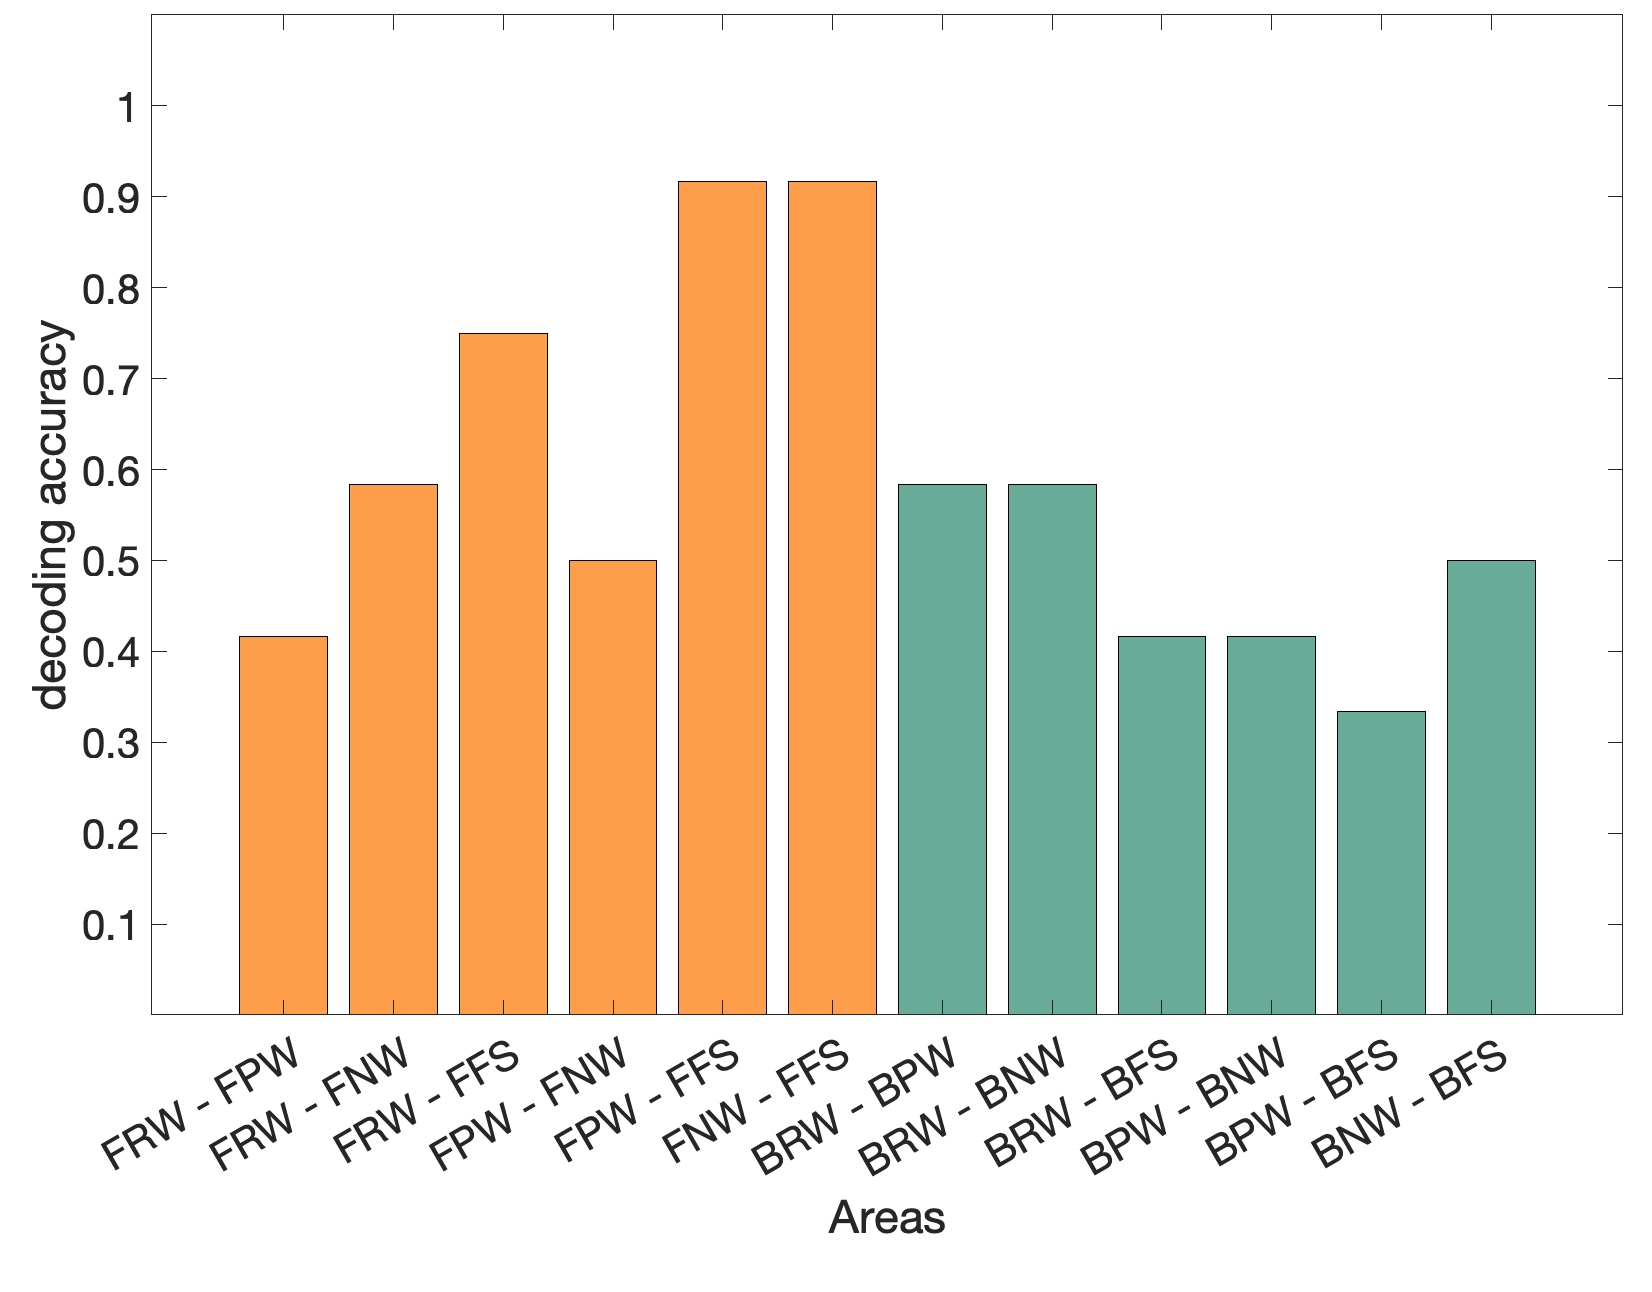 decoding accuracy
1
0.9
0.8
0.7
0.6
0.5
0.4
0.3
0.2
0.1
FRW - FPW
FRW - FNW
FRW - FFS
FPW - FNW
FPW - FFS
FNW - FFS
BRW - BPW
BRW - BNW
BRW - BFS
BPW - BNW
BPW - BFS
BNW - BFS
Areas